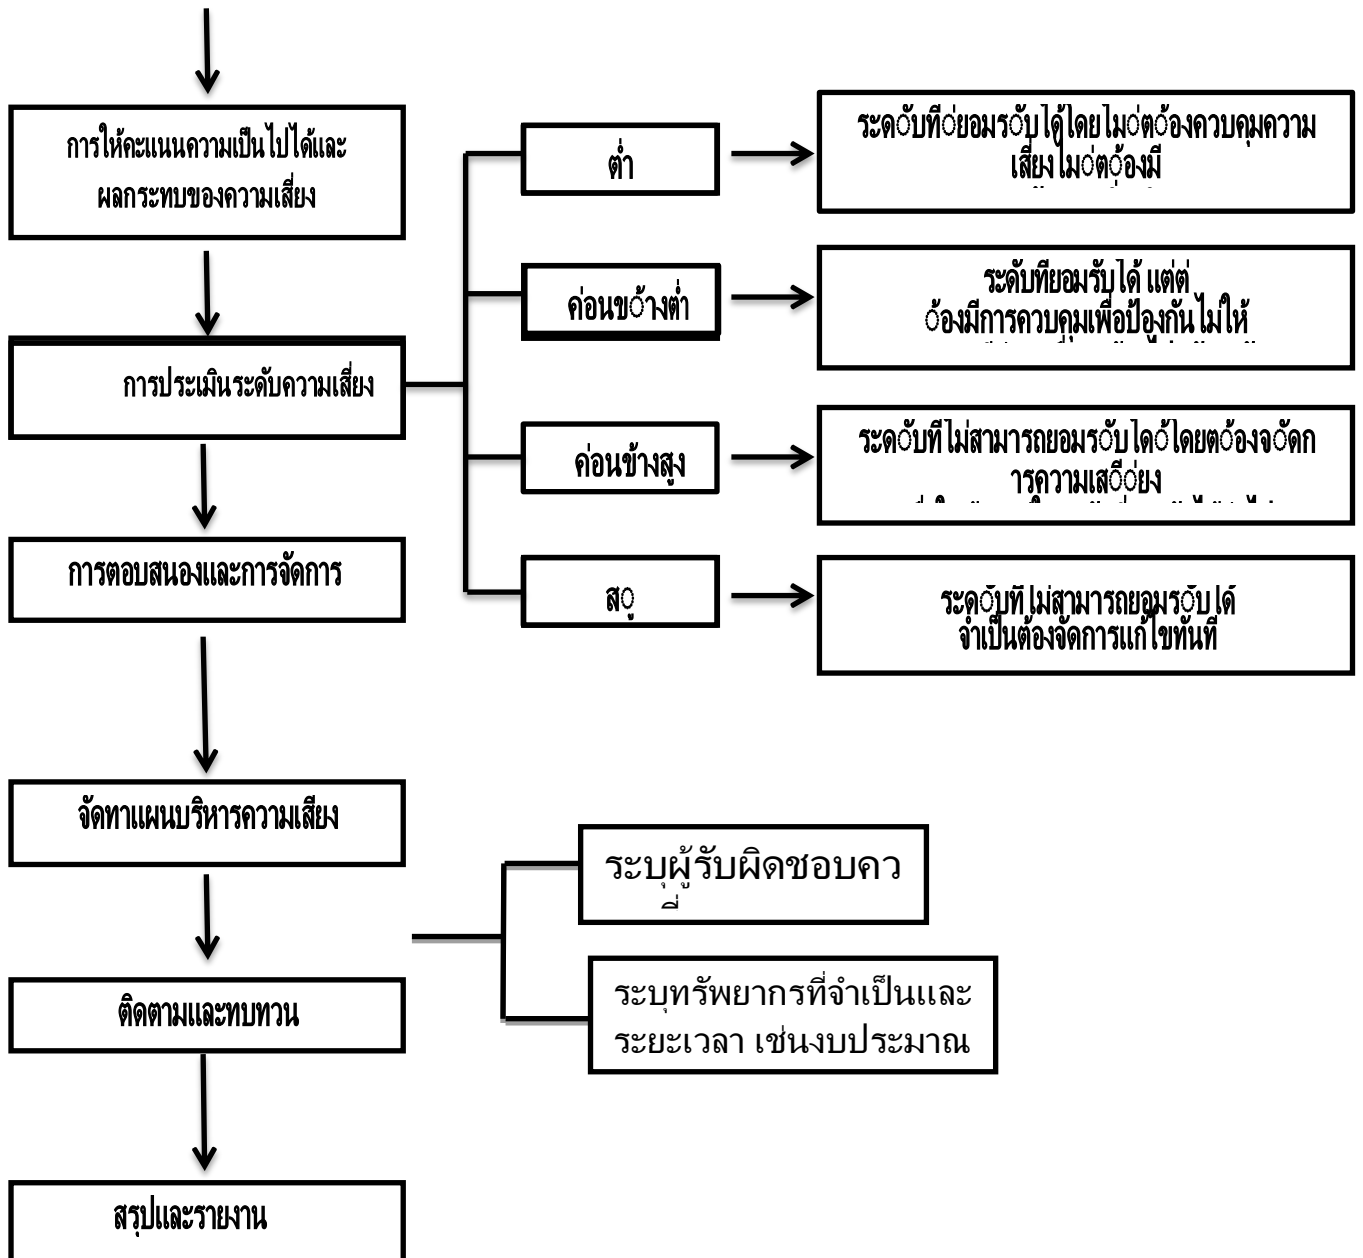 การให้คะแนนความเป็นไปได้และ
ผลกระทบของความเสี่ยง
การประเมินระดับความเสี่ยง
การตอบสนองและการจัดการ
จัดทาแผนบริหารความเสียง
ติดตามและทบทวน
สรุปและรายงาน
ต่ำ
ค่อนข◌้างต่ำ
ค่อนข้างสูง
ส◌ู
ระด◌ับที◌่ยอมร◌ับได้โดยไม◌่ต◌้องควบคุมความ
เสี่ยงไม◌่ต◌้องมี
ระดับทียอมรับได้ แต่ต่
◌้องมีการควบคุมเพื่อป้องกันไม่ให้
ระด◌ับที่ไม่สามารถยอมร◌ับได◌้โดยต◌้องจ◌ัดก
ารความเส◌ี◌่ยง
ระด◌ับที่ไม่สามารถยอมร◌ับได้
จำเป็นต้องจัดการแก้ไขทันที
ระบุผู้รับผิดชอบคว
ระบุทรัพยากรที่จำเป็นและ
ระยะเวลา เช่นงบประมาณ